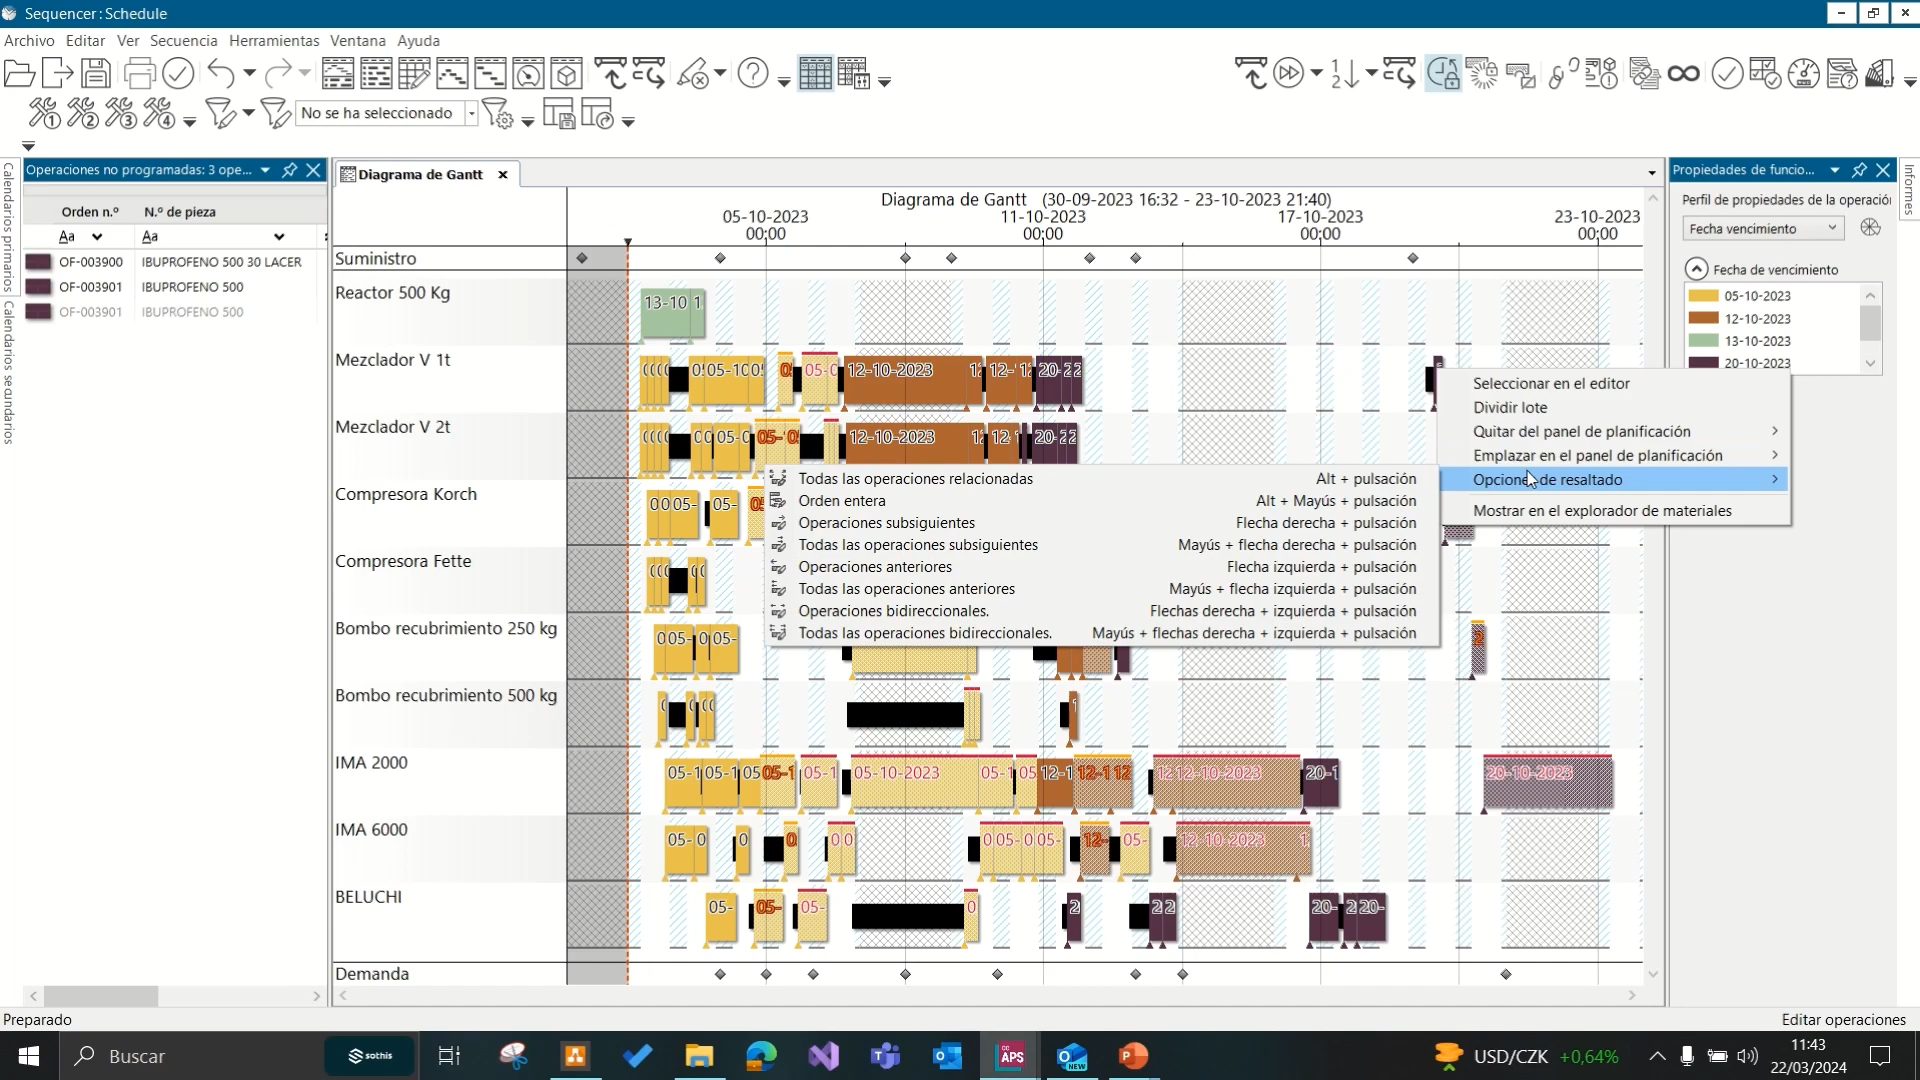 Sequencer : Schedule
Archivo Editar Ver Secuencia Herramientas Ventana Ayuda
No se ha seleccionado
Operaciones no programadas: 3 ope...
Orden n.º N.º de pieza
Aa Aa
OF-003900 IBUPROFENO 500 30 LACER
OF-003901 IBUPROFENO 500
OF-003901 IBUPROFENO 500
Calendarios primarios
Calendarios secundarios
Diagrama de Gantt
Diagrama de Gantt (30-09-2023 16:32 - 23-10-2023 21:40)
05-10-2023 11-10-2023 17-10-2023 23-10-2023
00:00 00:00 00:00 00:00
Suministro
Reactor 500 Kg
13-10 1
Mezclador V 1t
12-10-2023
Mezclador V 2t
12-10-2023
Compresora Korch
Compresora Fette
Bombo recubrimiento 250 kg
Bombo recubrimiento 500 kg
IMA 2000
05-10-2023
12-10-2023
20-10-2023
IMA 6000
12-10-2023
BELUCHI
Demanda
Todas las operaciones relacionadas Alt + pulsación
Orden entera Alt + Mayús + pulsación
Operaciones subsiguientes Flecha derecha + pulsación
Todas las operaciones subsiguientes Mayús + flecha derecha + pulsación
Operaciones anteriores Flecha izquierda + pulsación
Todas las operaciones anteriores Mayús + flecha izquierda + pulsación
Operaciones bidireccionales. Flechas derecha + izquierda + pulsación
Todas las operaciones bidireccionales. Mayús + flechas derecha + izquierda + pulsación
Seleccionar en el editor
Dividir lote
Quitar del panel de planificación
Emplazar en el panel de planificación
Opciones de resaltado
Mostrar en el explorador de materiales
Propiedades de funcio...
Perfil de propiedades de la operació
Fecha vencimiento
Fecha de vencimiento
05-10-2023
12-10-2023
13-10-2023
20-10-2023
Informes
Preparado Editar operaciones
Buscar
sothis
CC APS
NEW
USD/CZK +0,64%
11:43
22/03/2024